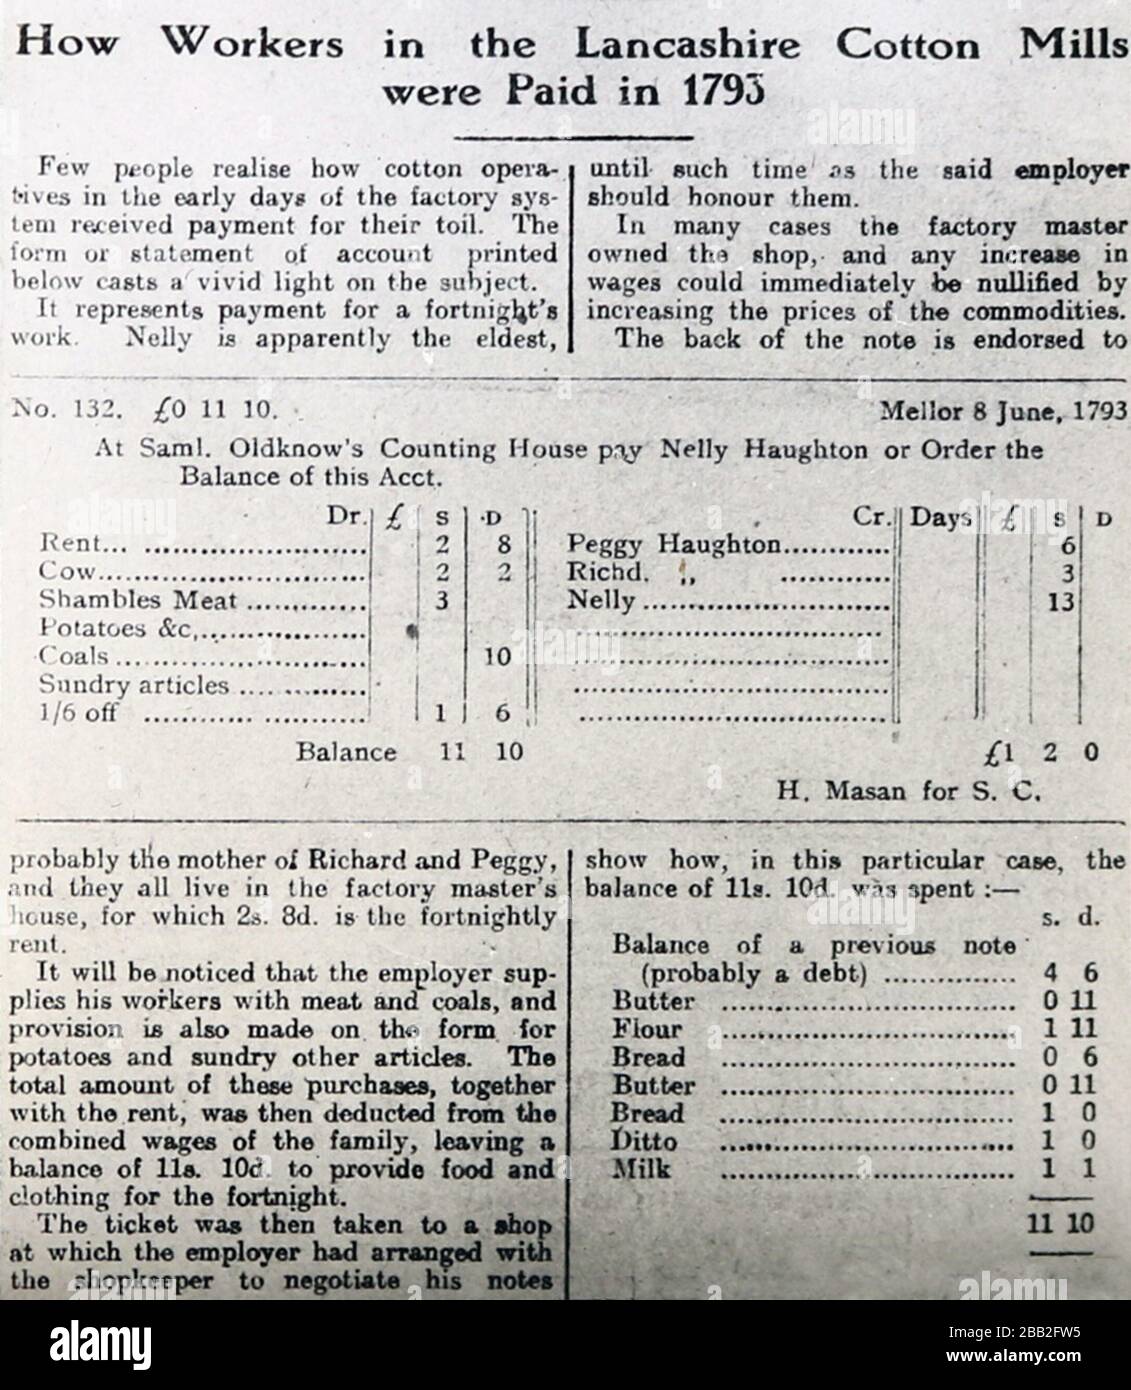 How Workers in the Lancashire Cotton Mills
were Paid in 1793
Few people realise how cotton opera-
tives in the early days of the factory sys-
tem received payment for their toil. The
form or statement of account printed
below casts a vivid light on the subject.
It represents payment for a fortnight's
work. Nelly is apparently the eldest,
until such time as the said employer
should honour them.
In many cases the factory master
owned the shop, and any increase in
wages could immediately be nullified by
increasing the prices of the commodities.
The back of the note is endorsed to
No. 132. £0 11 10.
Mellor 8 June, 1793
At Saml. Oldknow's Counting House pay Nelly Haughton or Order the
Balance of this Acct.
Dr. £ S D Cr. Days £ S D
Rent... ........................ 2 8 Peggy Haughton............ 6
Cow.............................. 2 2 Richd. ,, ............ 3
Shambles Meat ............. 3 Nelly ........................... 13
Potatoes &c,.................. ...............................
Coals ............................ 10 ...............................
Sundry articles .... .......... ...............................
1/6 off ............ ............ 1 6 ...............................
Balance 11 10 £1 2 0
H. Masan for S. C.
probably the mother of Richard and Peggy,
and they all live in the factory master's
house, for which 2s. 8d. is the fortnightly
rent.
It will be noticed that the employer sup-
plies his workers with meat and coals, and
provision is also made on the form for
potatoes and sundry other articles. The
total amount of these purchases, together
with the rent, was then deducted from the
combined wages of the family, leaving a
balance of 11s. 10d. to provide food and
clothing for the fortnight.
The ticket was then taken to a shop
at which the employer had arranged with
the shopkeeper to negotiate his notes
show how, in this particular case, the
balance of 11s. 10d. was spent :—
s. d.
Balance of a previous note
(probably a debt) ............... 4 6
Butter .................................. 0 11
Flour .................................. 1 11
Bread .................................. 0 6
Butter .................................. 0 11
Bread .................................. 1 0
Ditto .................................. 1 0
Milk .................................. 1 1
11 10
alamy
Image ID: 2BB2FW5
www.alamy.com